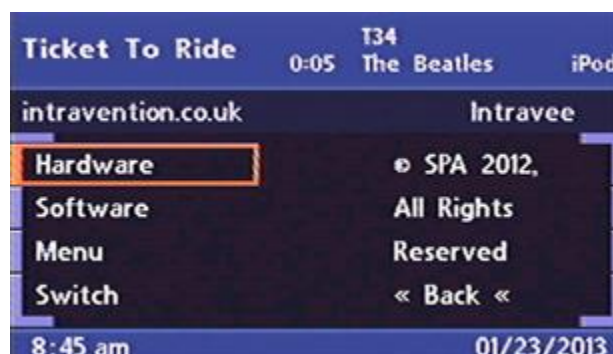 Ticket To Ride 0:05 T34
The Beatles iPod
intravention.co.uk Intravee
Hardware © SPA 2012,
Software All Rights
Menu Reserved
Switch « Back «
8:45 am 01/23/2013